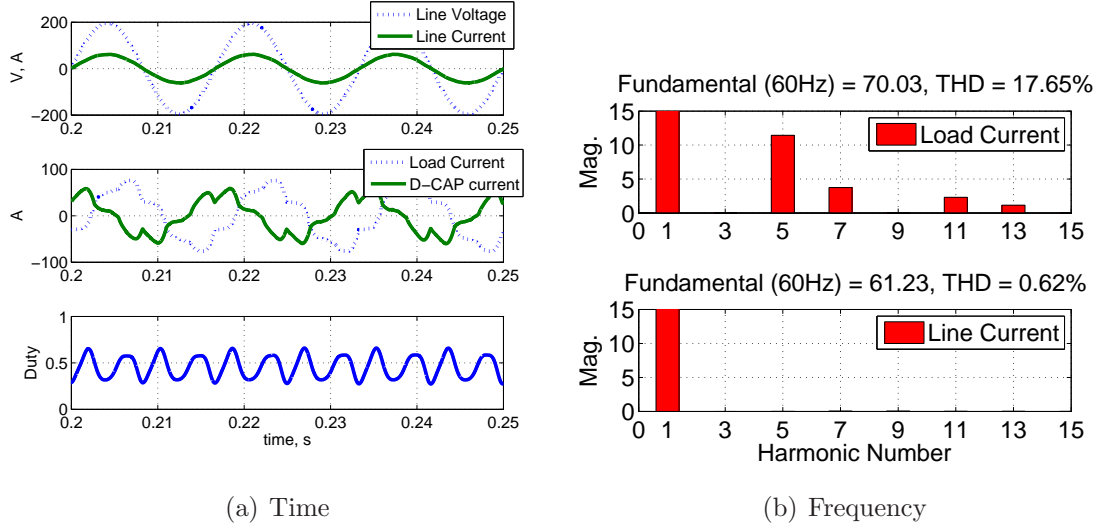 Line Voltage
Line Current
V, A
200
0
−200
0.2 0.21 0.22 0.23 0.24 0.25
Load Current
D−CAP current
A
100
0
−100
0.2 0.21 0.22 0.23 0.24 0.25
Duty
1
0.5
0
0.2 0.21 0.22 0.23 0.24 0.25
time, s
(a) Time
Fundamental (60Hz) = 70.03, THD = 17.65%
Load Current
Mag.
15
10
5
0
0 1 3 5 7 9 11 13 15
Fundamental (60Hz) = 61.23, THD = 0.62%
Line Current
Mag.
15
10
5
0
0 1 3 5 7 9 11 13 15
Harmonic Number
(b) Frequency